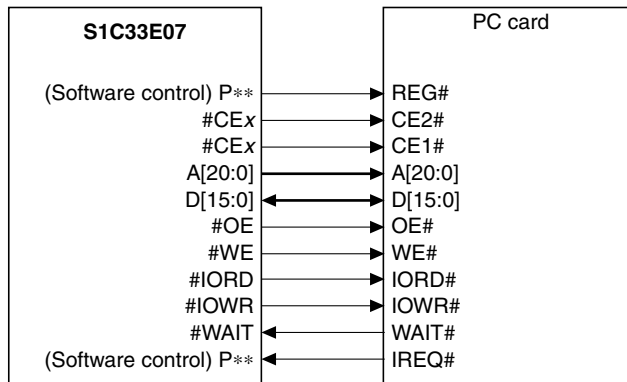 S1C33E07 PC card
(Software control) P** REG#
#CEx CE2#
#CEx CE1#
A[20:0] A[20:0]
D[15:0] D[15:0]
#OE OE#
#WE WE#
#IORD IORD#
#IOWR IOWR#
#WAIT WAIT#
(Software control) P** IREQ#